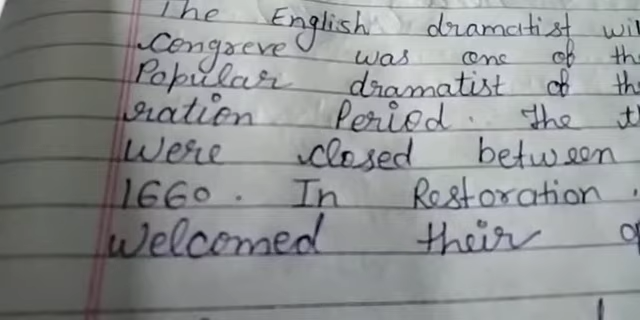 The English dramatist
Congreve was one of
Popular dramatist of
ration Period. The
Were closed between
1660. In Restoration
Welcomed their